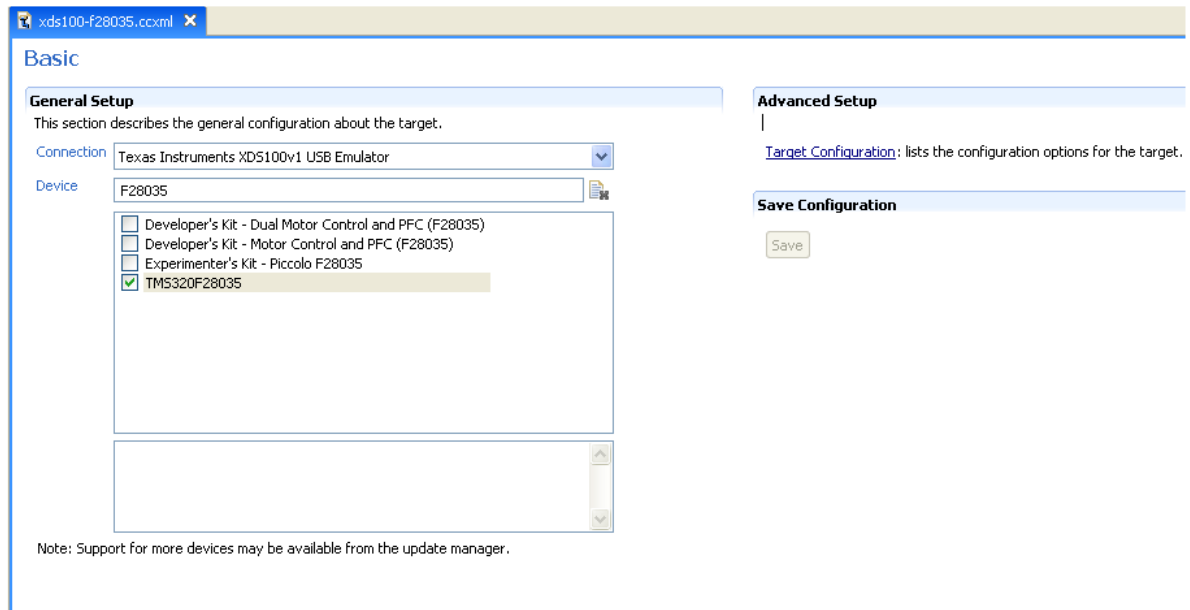 xds100-f28035.ccxml
Basic
General Setup
This section describes the general configuration about the target.
Connection Texas Instruments XDS100v1 USB Emulator
Device F28035
Developer's Kit - Dual Motor Control and PFC (F28035)
Developer's Kit - Motor Control and PFC (F28035)
Experimenter's Kit - Piccolo F28035
TMS320F28035
Note: Support for more devices may be available from the update manager.
Advanced Setup
Target Configuration: lists the configuration options for the target.
Save Configuration
Save